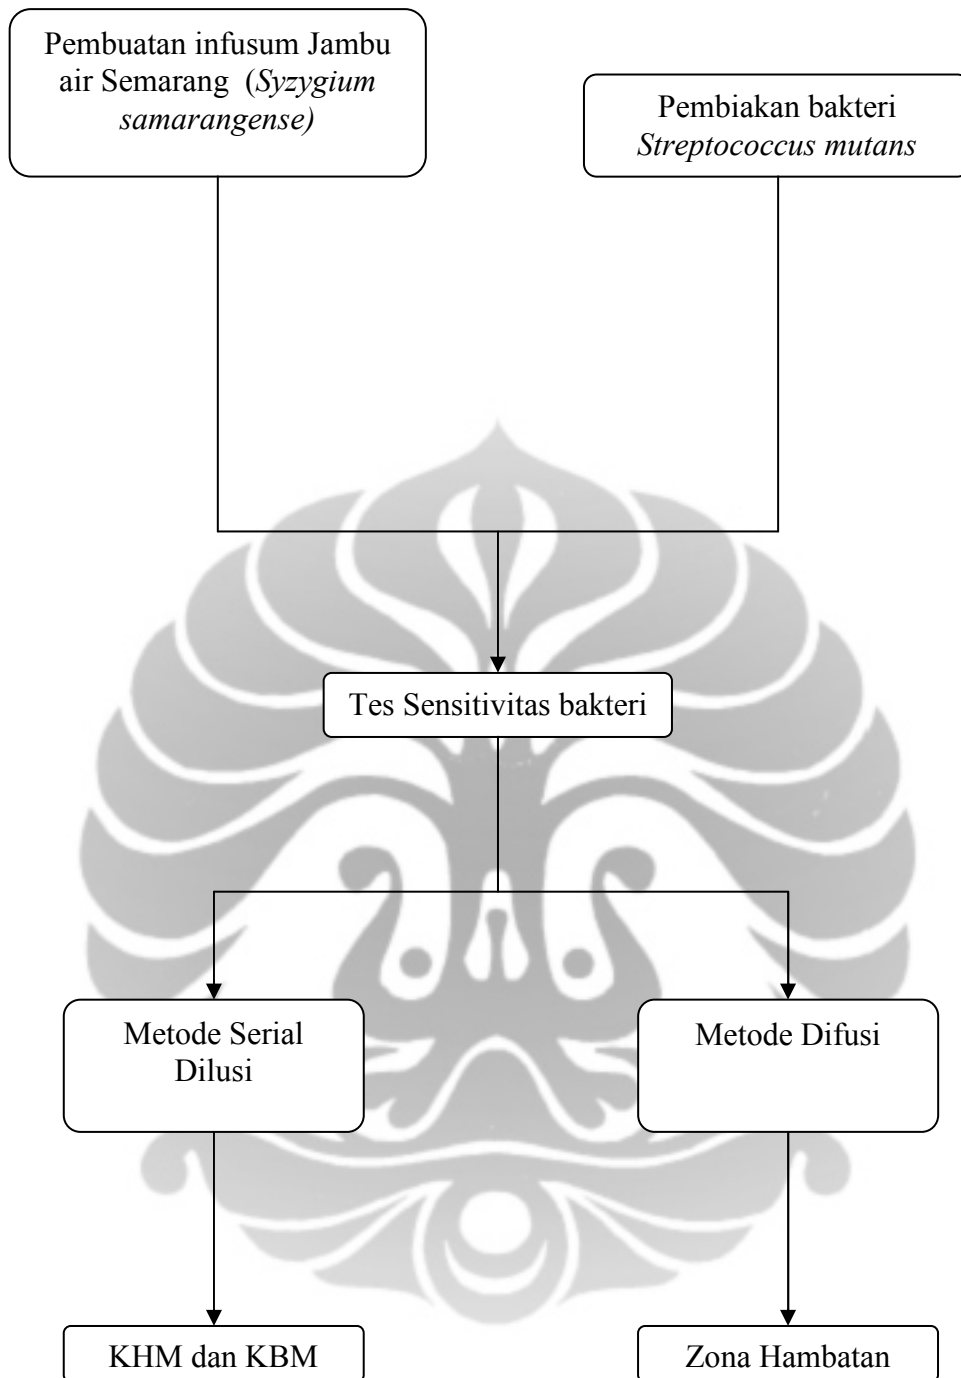 Pembuatan infusum Jambu
air Semarang (Syzygium
samarangense)
Pembiakan bakteri
Streptococcus mutans
Tes Sensitivitas bakteri
Metode Serial
Dilusi
Metode Difusi
KHM dan KBM
Zona Hambatan